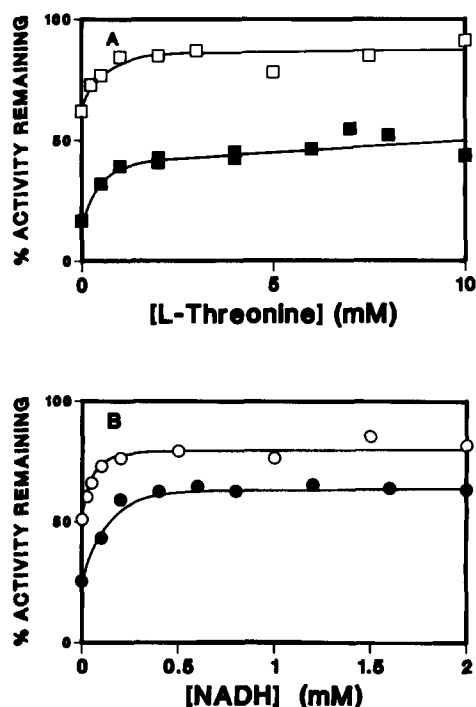 100
A
% ACTIVITY REMAINING
50
0
0
5
10
[L-Threonine] (mM)
100
B
% ACTIVITY REMAINING
50
0
0
0.5
1
1.5
2
[NADH] (mM)